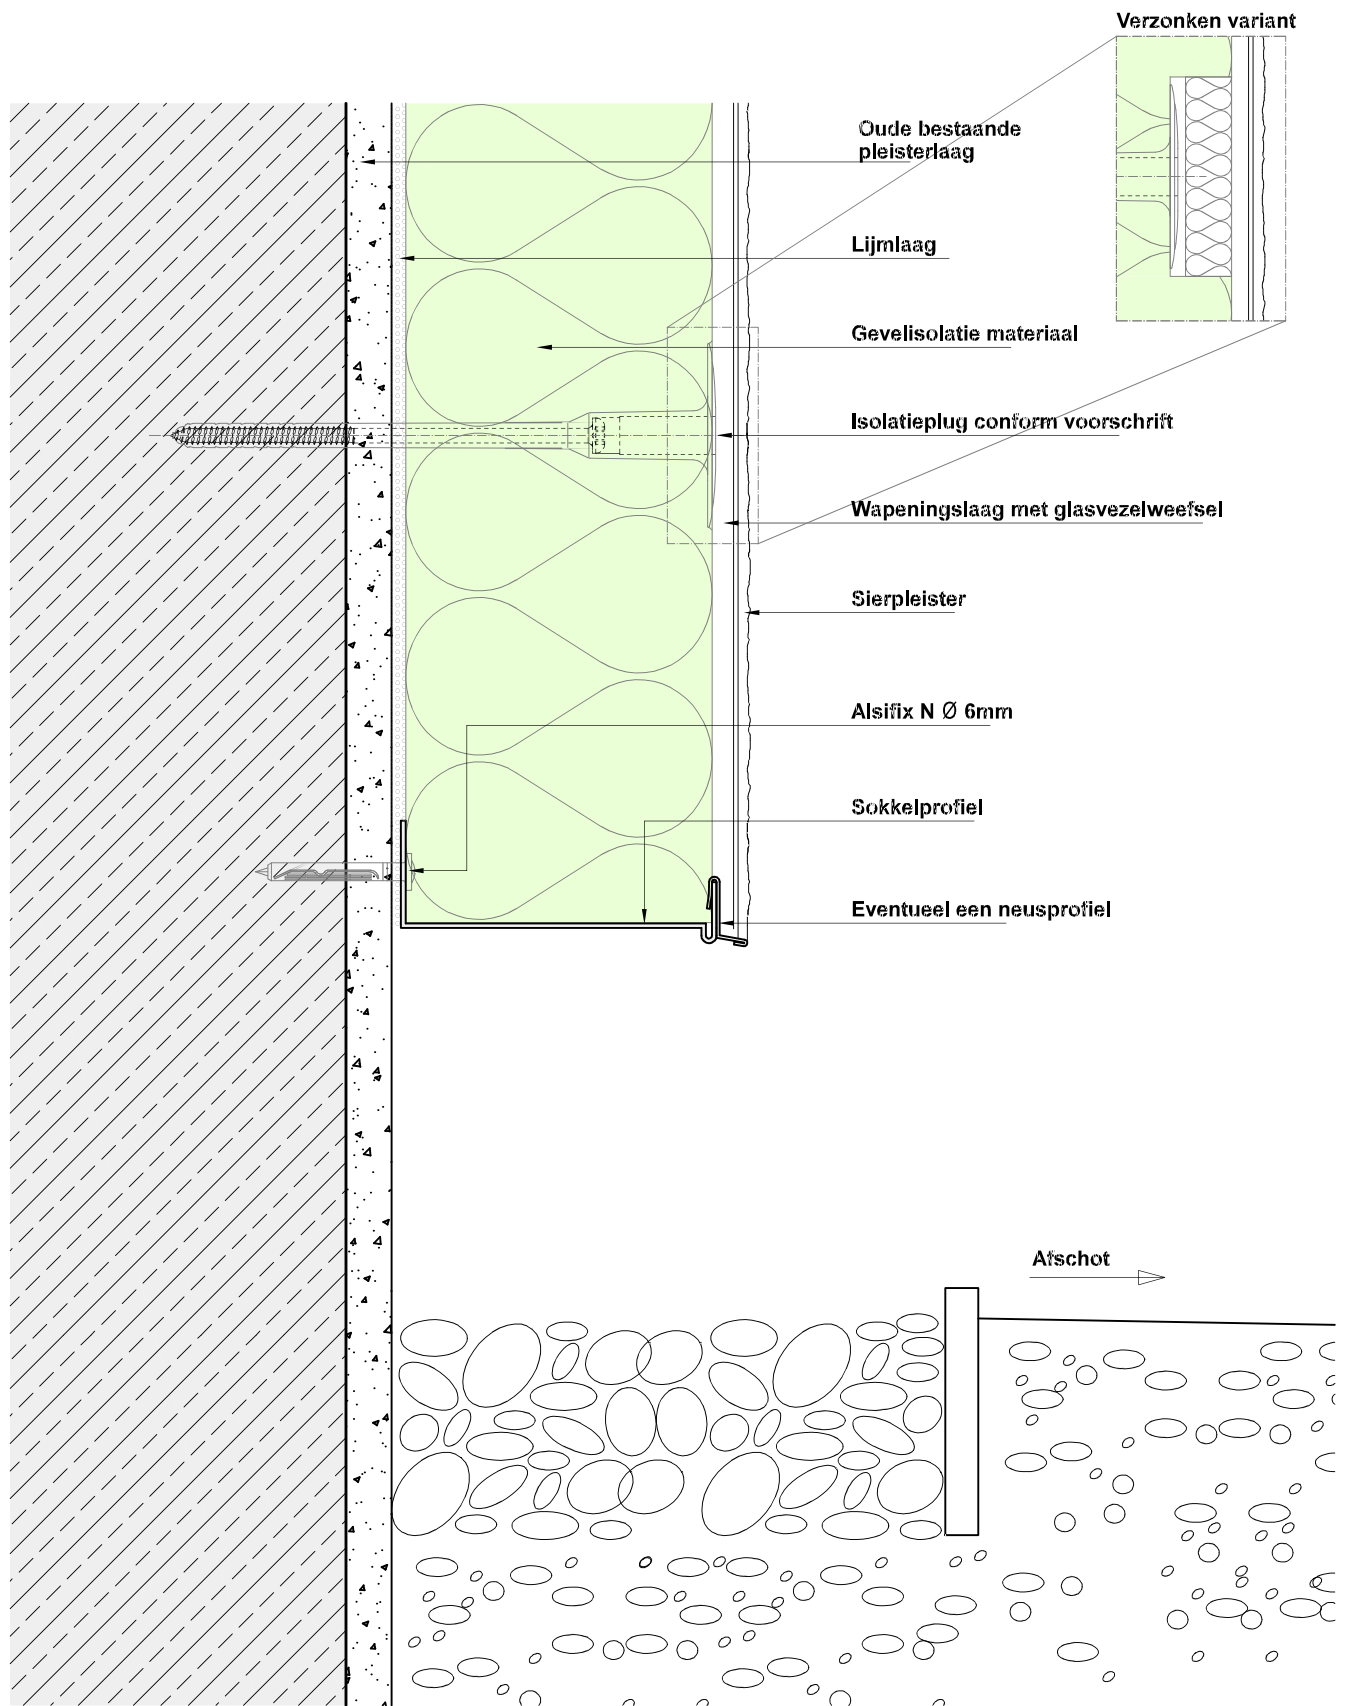 Verzonken variant
Oude bestaande
pleisterlaag
Lijmlaag
Gevelisolatie materiaal
Isolatieplug conform voorschrift
Wapeningslaag met glasvezelweefsel
Sierpleister
Alsifix N Ø 6mm
Sokkelprofiel
Eventueel een neusprofiel
Afschot